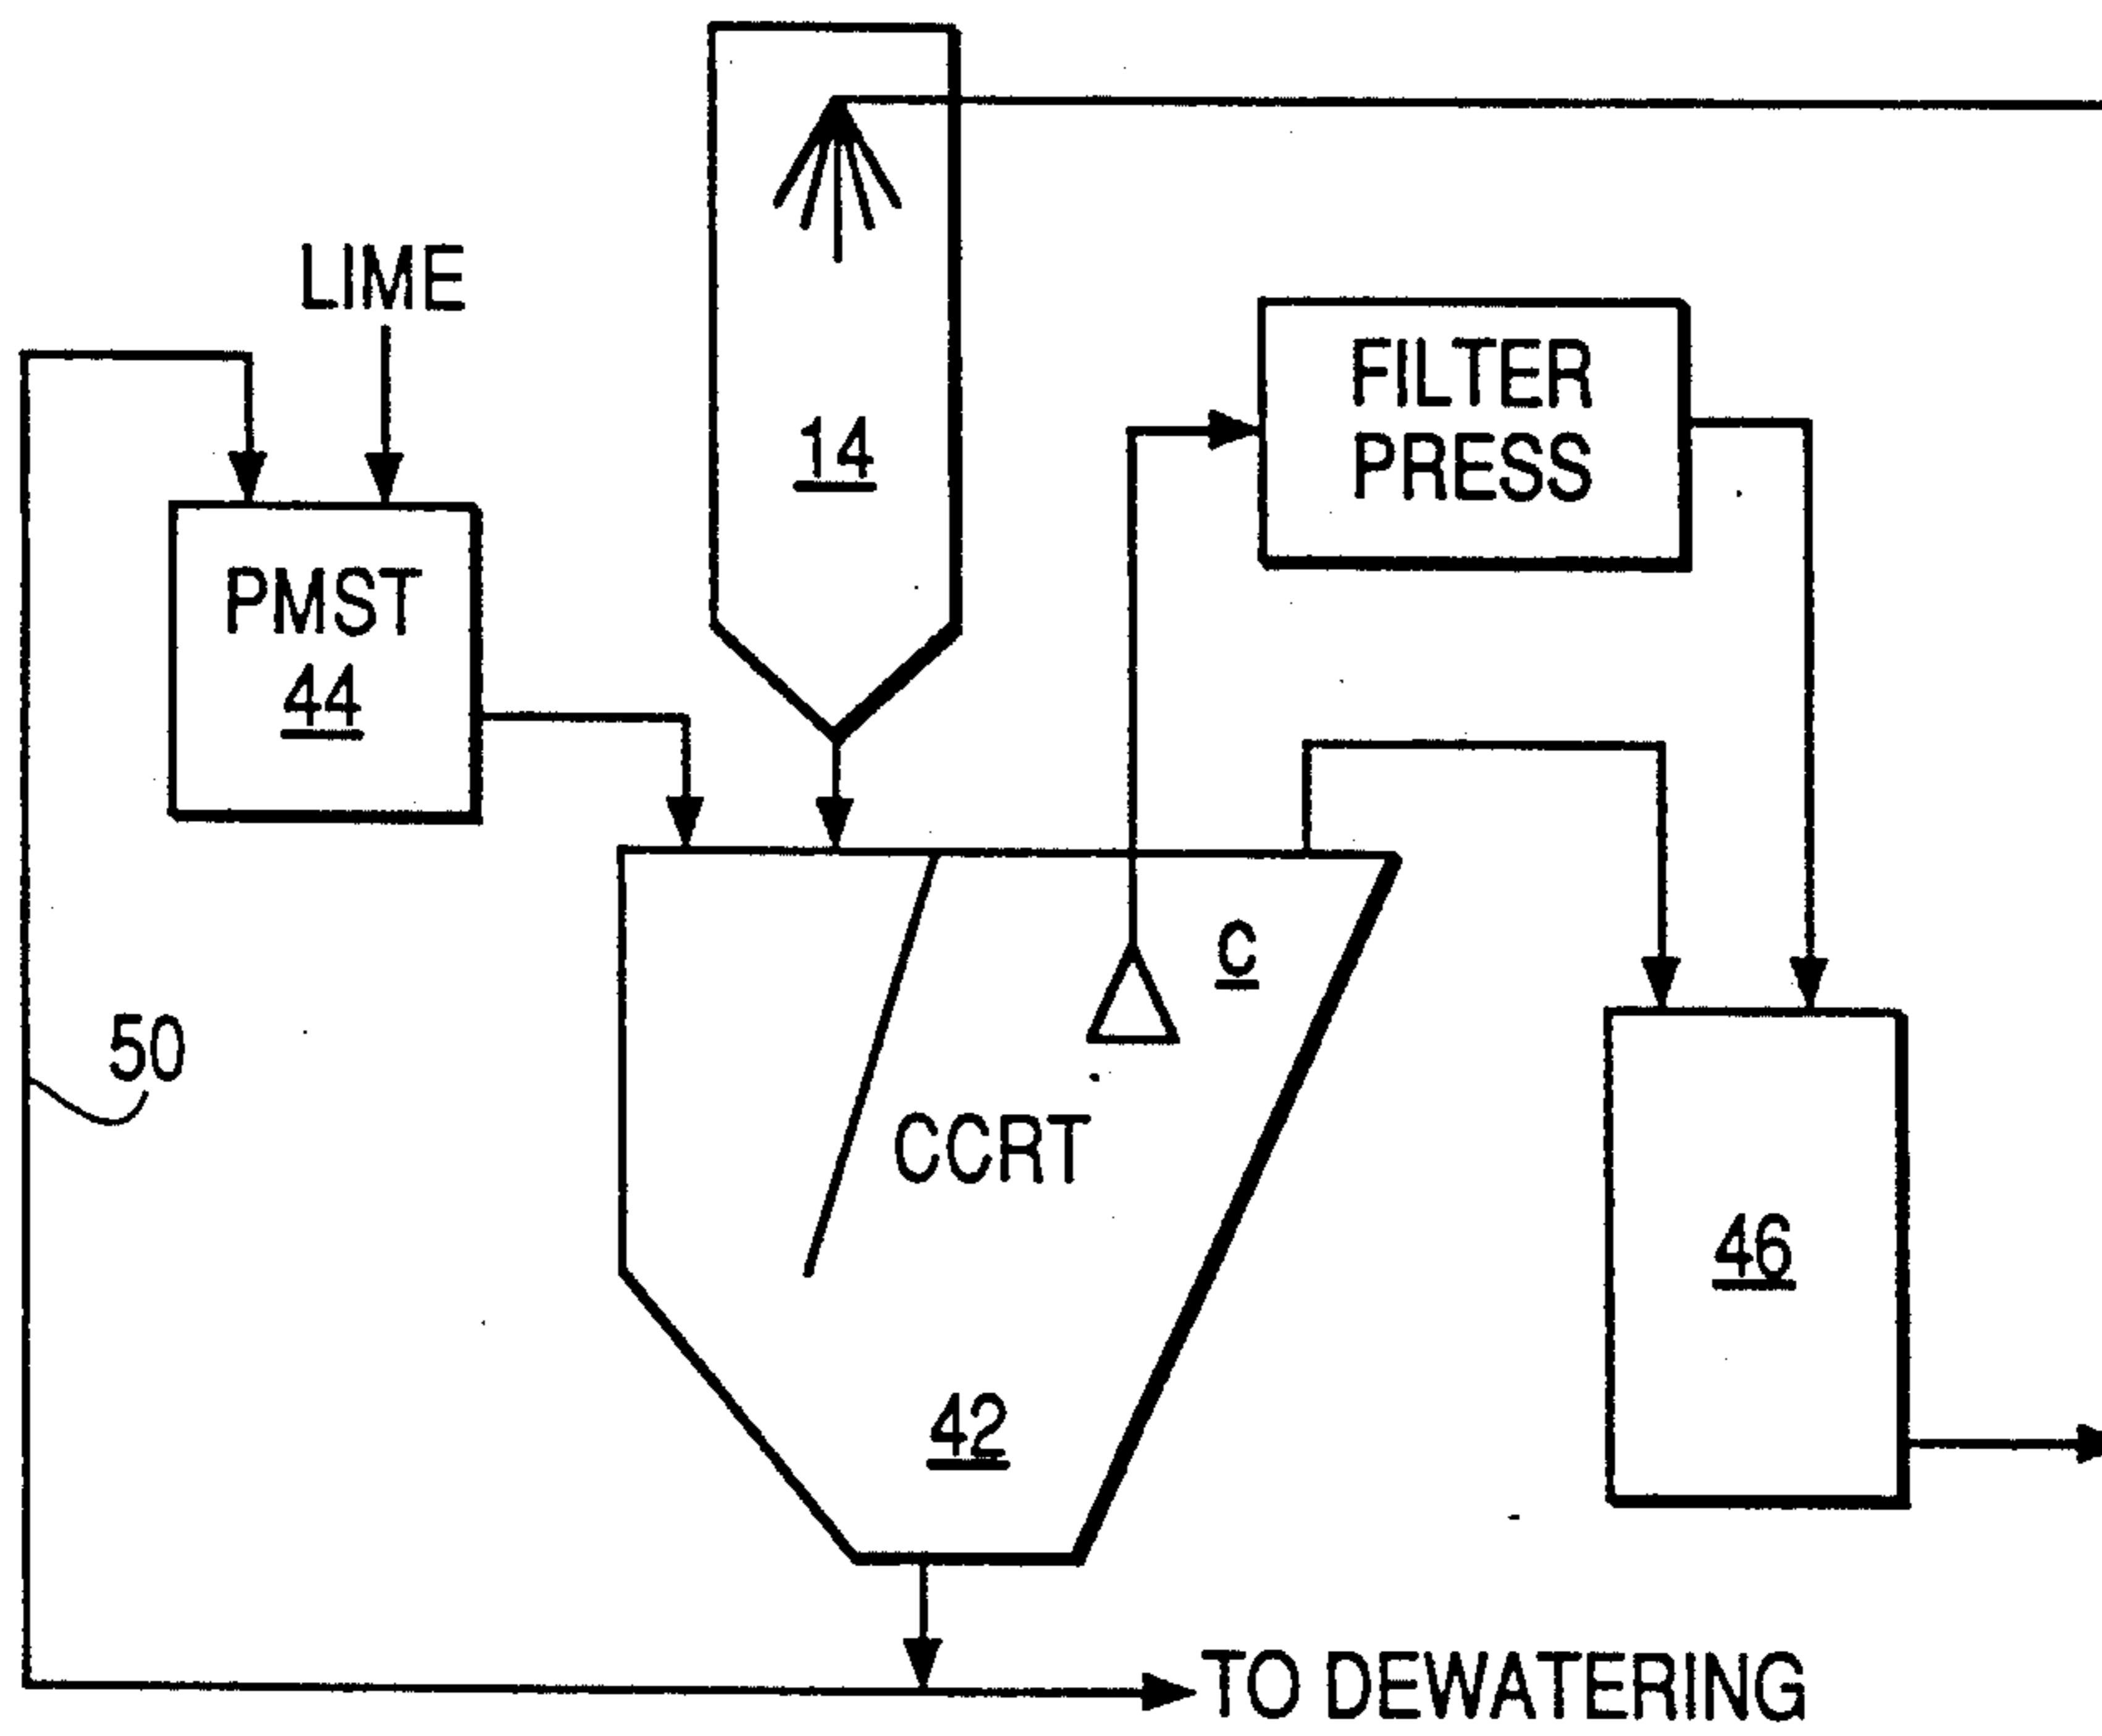 LIME
14
FILTER
PRESS
PMST
44
C
50
CCRT
46
42
TO DEWATERING